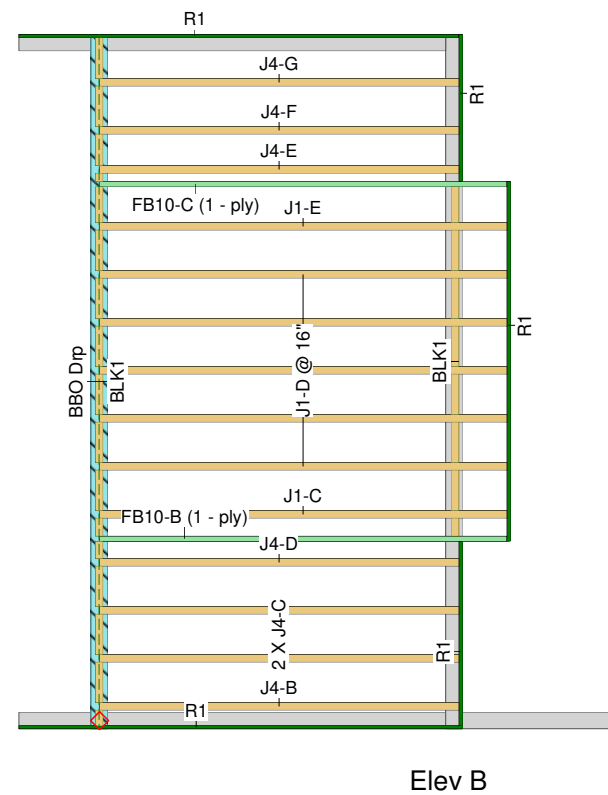 R1
J4-G
R1
J4-F
J4-E
FB10-C (1 - ply)
J1-E
R1
J1-D @ 16"
BBO Drp
BLK1
BLK1
J1-C
FB10-B (1 - ply)
J4-D
2 X J4-C
R1
J4-B
R1
Elev B